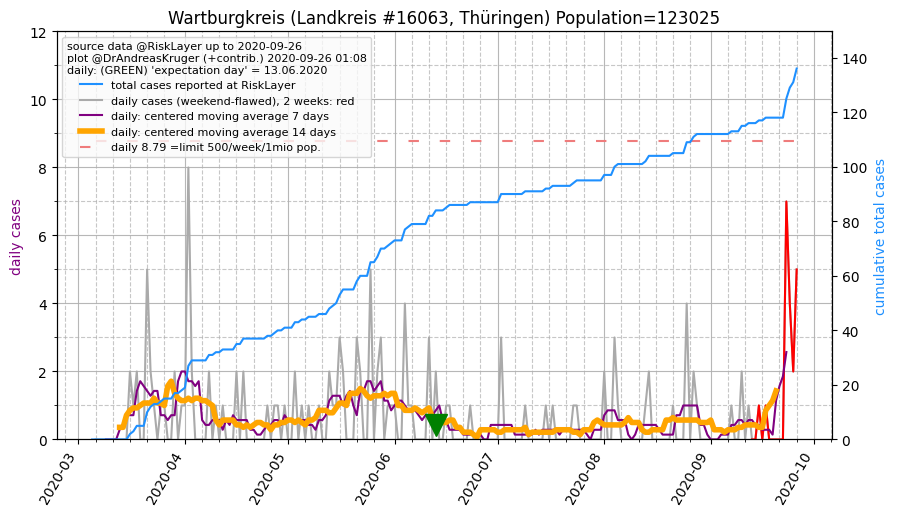 Wartburgkreis (Landkreis #16063, Thüringen) Population=123025
source data @RiskLayer up to 2020-09-26
plot @DrAndreasKruger (+contrib.) 2020-09-26 01:08
daily: (GREEN) 'expectation day' = 13.06.2020
total cases reported at RiskLayer
daily cases (weekend-flawed), 2 weeks: red
daily: centered moving average 7 days
daily: centered moving average 14 days
daily 8.79 =limit 500/week/1mio pop.
daily cases
12
10
8
6
4
2
0
cumulative total cases
140
120
100
80
60
40
20
0
2020-03
2020-04
2020-05
2020-06
2020-07
2020-08
2020-09
2020-10